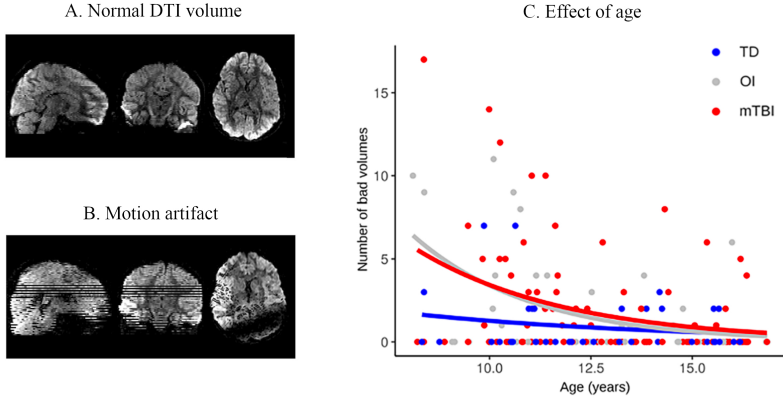 A. Normal DTI volume
B. Motion artifact
C. Effect of age
TD
OI
mTBI
Number of bad volumes
15
10
5
0
10.0
12.5
15.0
Age (years)